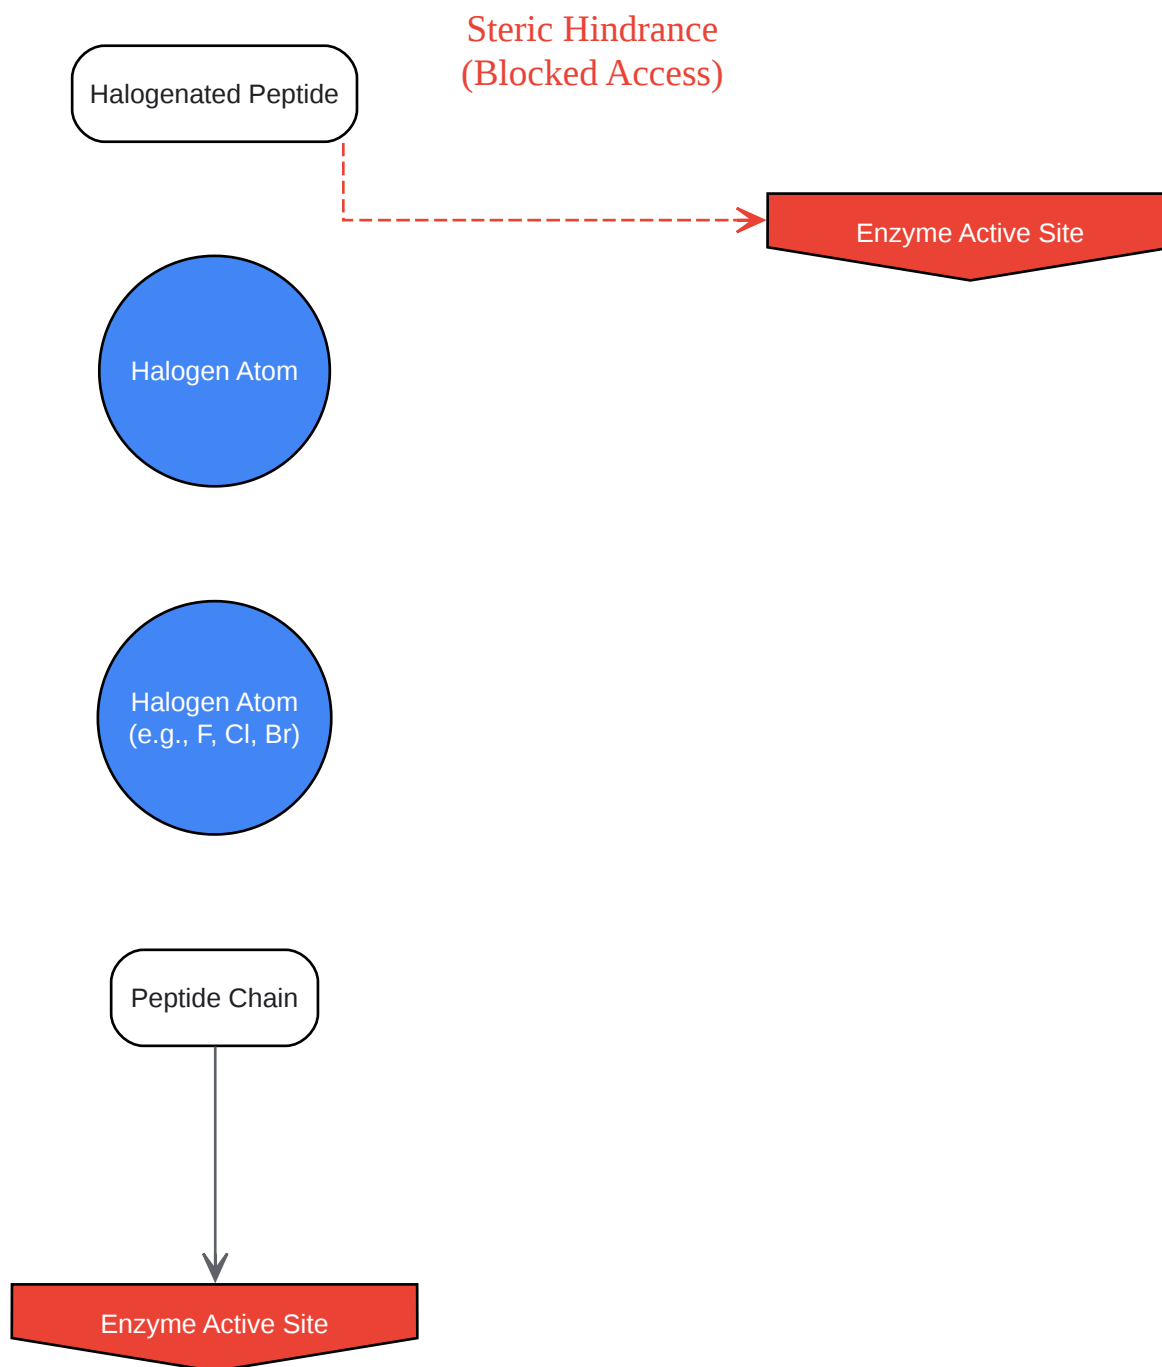 Steric Hindrance
(Blocked Access)
Halogenated Peptide
Enzyme Active Site
Halogen Atom
Halogen Atom
(e.g., F, Cl, Br)
Peptide Chain
Enzyme Active Site